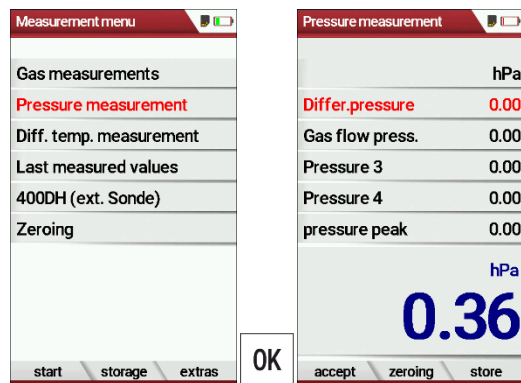 Measurement menu
Gas measurements
Pressure measurement
Diff. temp. measurement
Last measured values
400DH (ext. Sonde)
Zeroing
start storage extras
OK
Pressure measurement
hPa
Differ.pressure 0.00
Gas flow press. 0.00
Pressure 3 0.00
Pressure 4 0.00
pressure peak 0.00
hPa
0.36
accept zeroing store